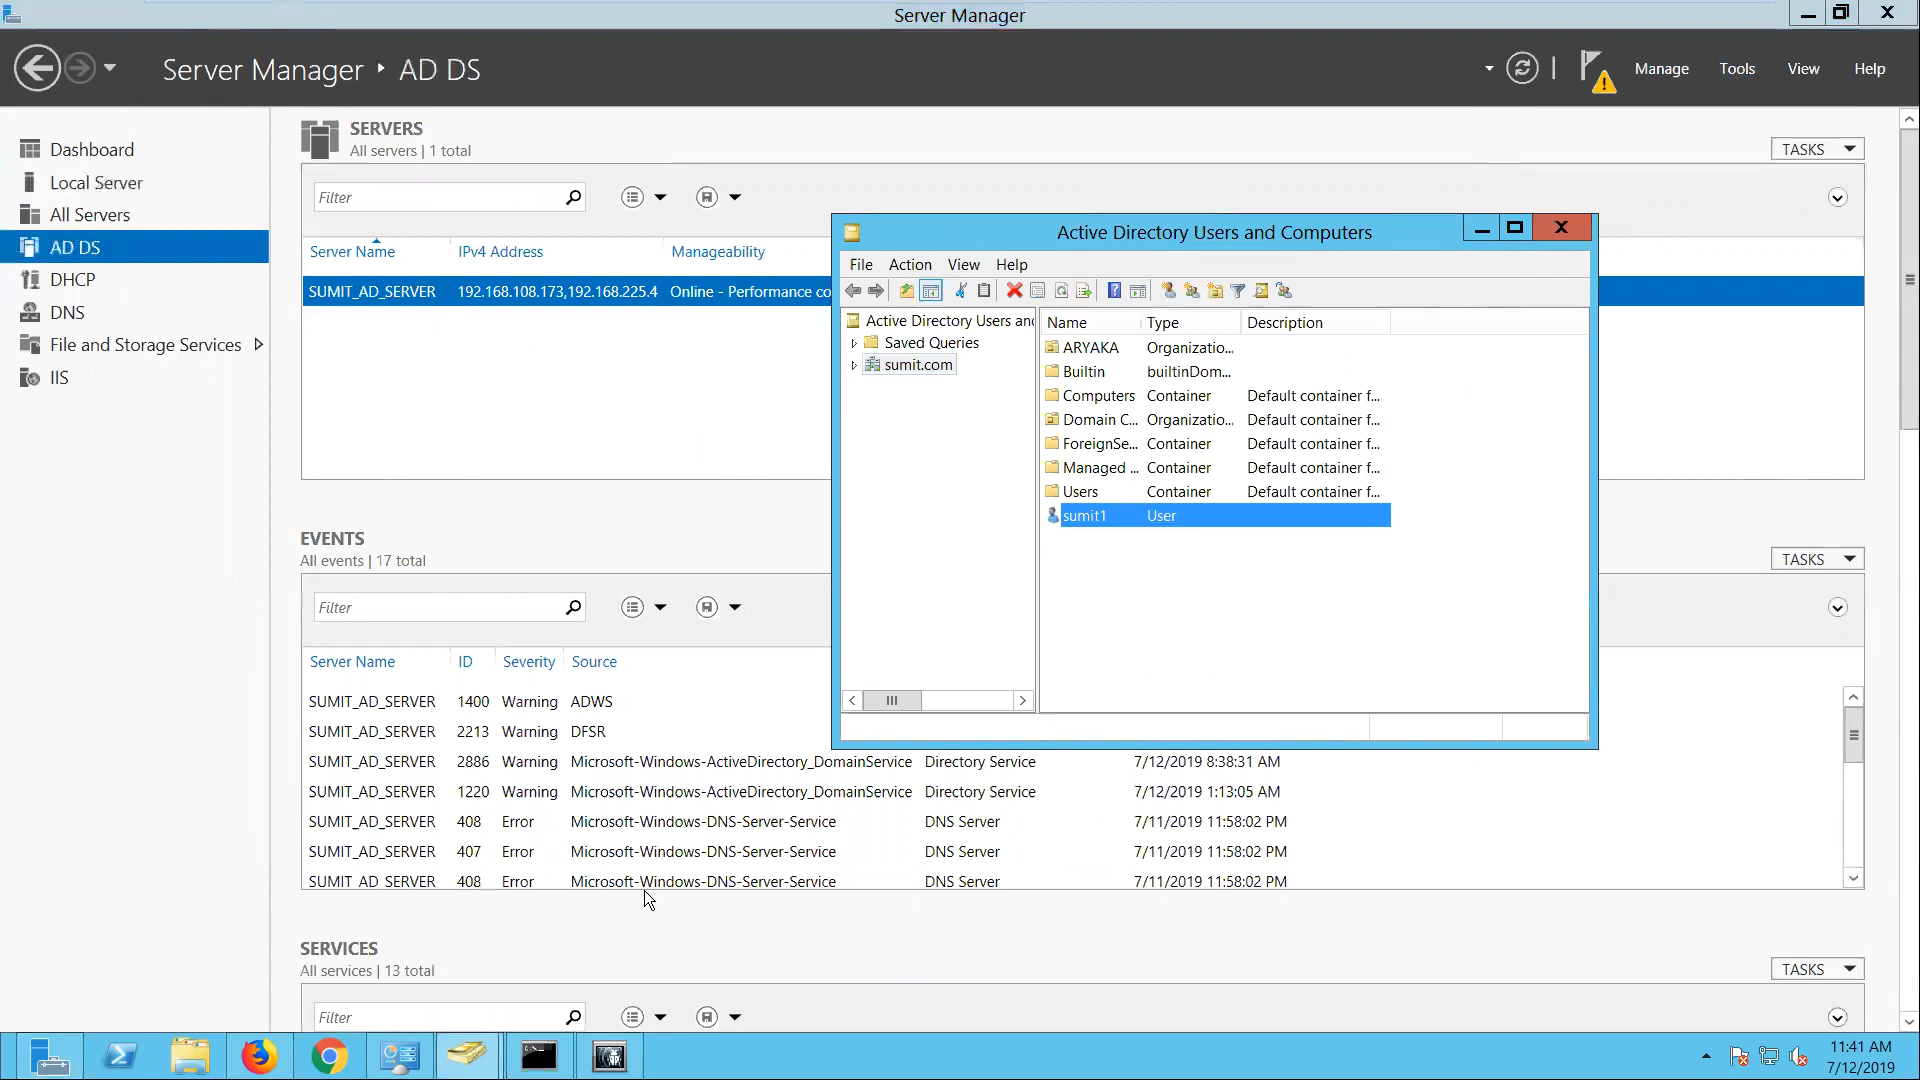 Server Manager
Server Manager ‣ AD DS
Manage Tools View Help
Dashboard
Local Server
All Servers
AD DS
DHCP
DNS
File and Storage Services
IIS
SERVERS
All servers | 1 total
TASKS
Filter
Server Name IPv4 Address Manageability
SUMIT_AD_SERVER 192.168.108.173,192.168.225.4 Online - Performance co
Active Directory Users and Computers
File Action View Help
Active Directory Users and
Saved Queries
sumit.com
Name Type Description
ARYAKA Organizatio...
Builtin builtinDom...
Computers Container Default container f...
Domain C... Organizatio... Default container f...
ForeignSe... Container Default container f...
Managed ... Container Default container f...
Users Container Default container f...
sumit1 User
EVENTS
All events | 17 total
TASKS
Filter
Server Name ID Severity Source
SUMIT_AD_SERVER 1400 Warning ADWS
SUMIT_AD_SERVER 2213 Warning DFSR
SUMIT_AD_SERVER 2886 Warning Microsoft-Windows-ActiveDirectory_DomainService Directory Service 7/12/2019 8:38:31 AM
SUMIT_AD_SERVER 1220 Warning Microsoft-Windows-ActiveDirectory_DomainService Directory Service 7/12/2019 1:13:05 AM
SUMIT_AD_SERVER 408 Error Microsoft-Windows-DNS-Server-Service DNS Server 7/11/2019 11:58:02 PM
SUMIT_AD_SERVER 407 Error Microsoft-Windows-DNS-Server-Service DNS Server 7/11/2019 11:58:02 PM
SUMIT_AD_SERVER 408 Error Microsoft-Windows-DNS-Server-Service DNS Server 7/11/2019 11:58:02 PM
SERVICES
All services | 13 total
TASKS
Filter
11:41 AM
7/12/2019